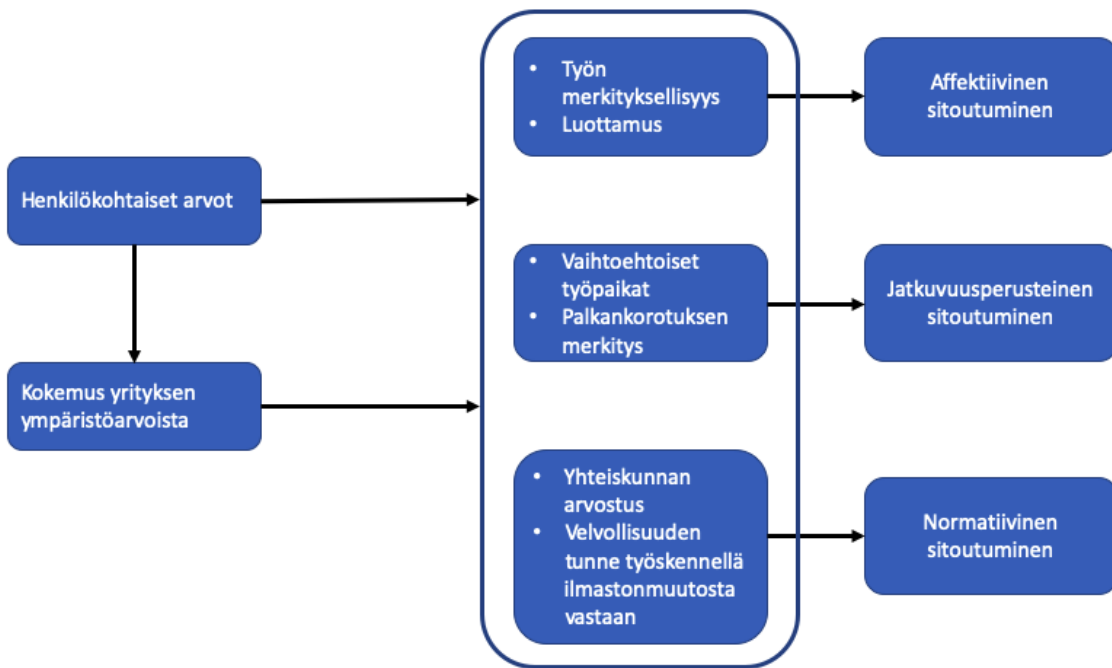 Henkilökohtaiset arvot
Kokemus yrityksen
ympäristöarvoista
• Työn
merkityksellisyys
• Luottamus
• Vaihtoehtoiset
työpaikat
• Palkankorotuksen
merkitys
• Yhteiskunnan
arvostus
• Velvollisuuden
tunne työskennellä
ilmastonmuutosta
vastaan
Affektiivinen
sitoutuminen
Jatkuvuusperusteinen
sitoutuminen
Normatiivinen
sitoutuminen